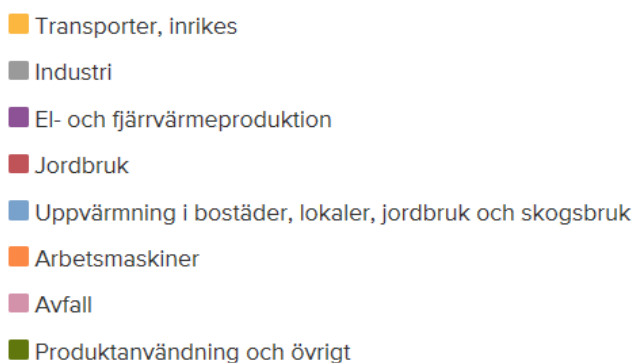 Transporter, inrikes
Industri
El- och fjärrvärmeproduktion
Jordbruk
Uppvärmning i bostäder, lokaler, jordbruk och skogsbruk
Arbetsmaskiner
Avfall
Produktanvändning och övrigt